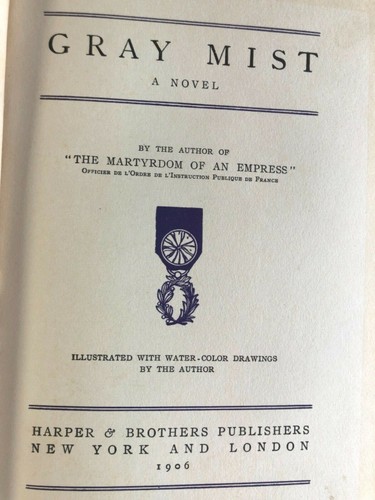 GRAY MIST
A NOVEL
BY THE AUTHOR OF
"THE MARTYRDOM OF AN EMPRESS"
OFFICIER DE L'ORDRE DE L'INSTRUCTION PUBLIQUE DE FRANCE
ILLUSTRATED WITH WATER-COLOR DRAWINGS
BY THE AUTHOR
HARPER & BROTHERS PUBLISHERS
NEW YORK AND LONDON
1906